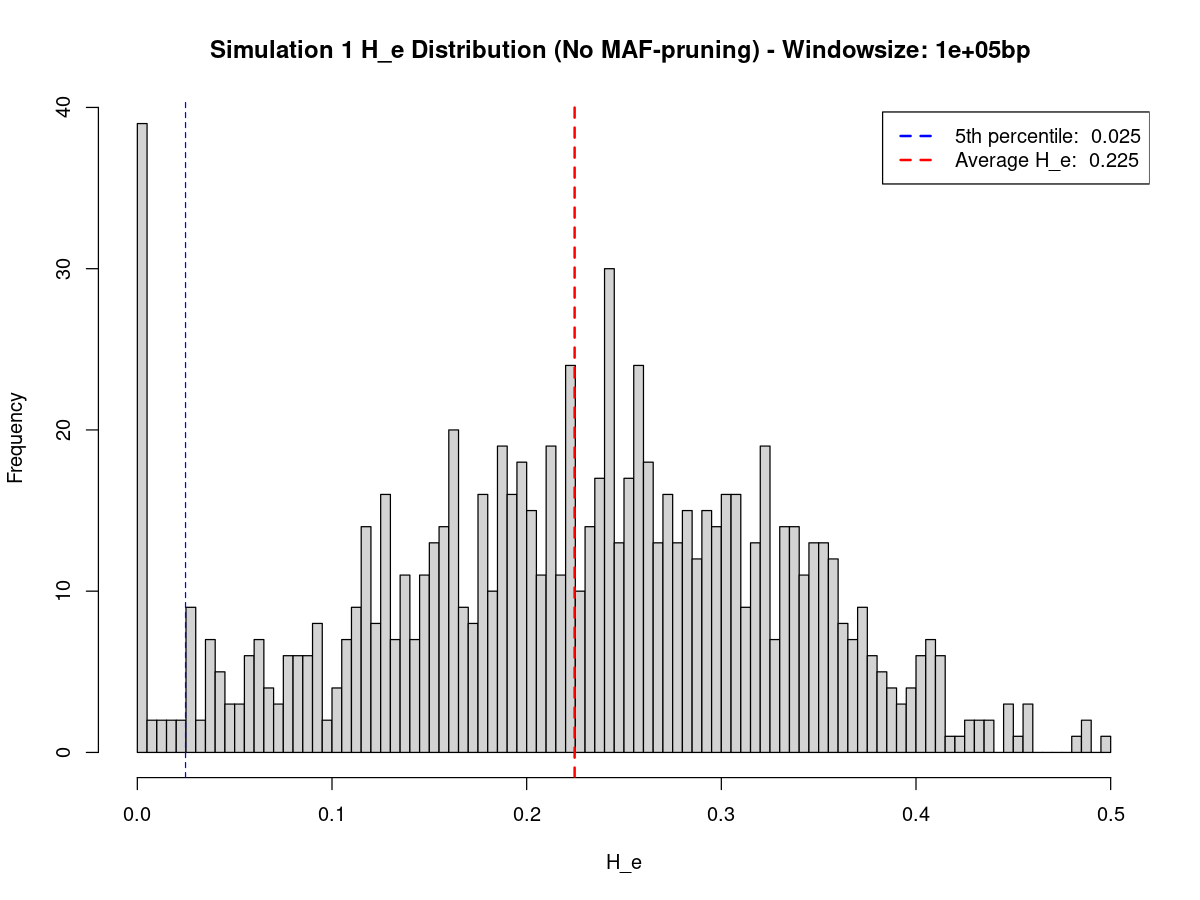 Simulation 1 H_e Distribution (No MAF-pruning) - Windowsize: 1e+05bp
5th percentile: 0.025
Average H_e: 0.225
Frequency
40
30
20
10
0
0.0 0.1 0.2 0.3 0.4 0.5
H_e